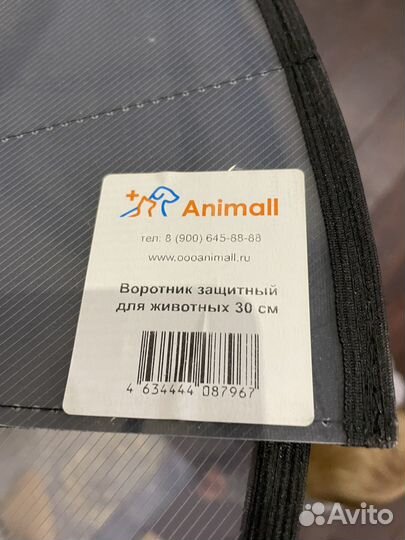 Animall
тел: 8 (900) 645-88-88
www.oooanimall.ru
Воротник защитный
для животных 30 см
4 634444 087967
Avito